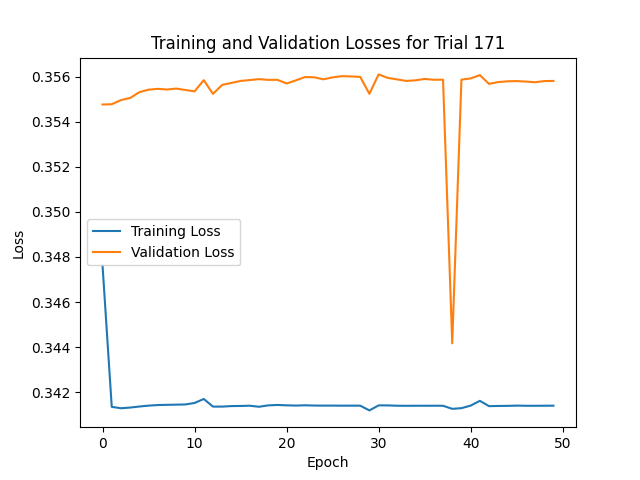 Training and Validation Losses for Trial 171
0.356
0.354
0.352
0.350
0.348
0.346
0.344
0.342
Loss
Training Loss
Validation Loss
0 10 20 30 40 50
Epoch